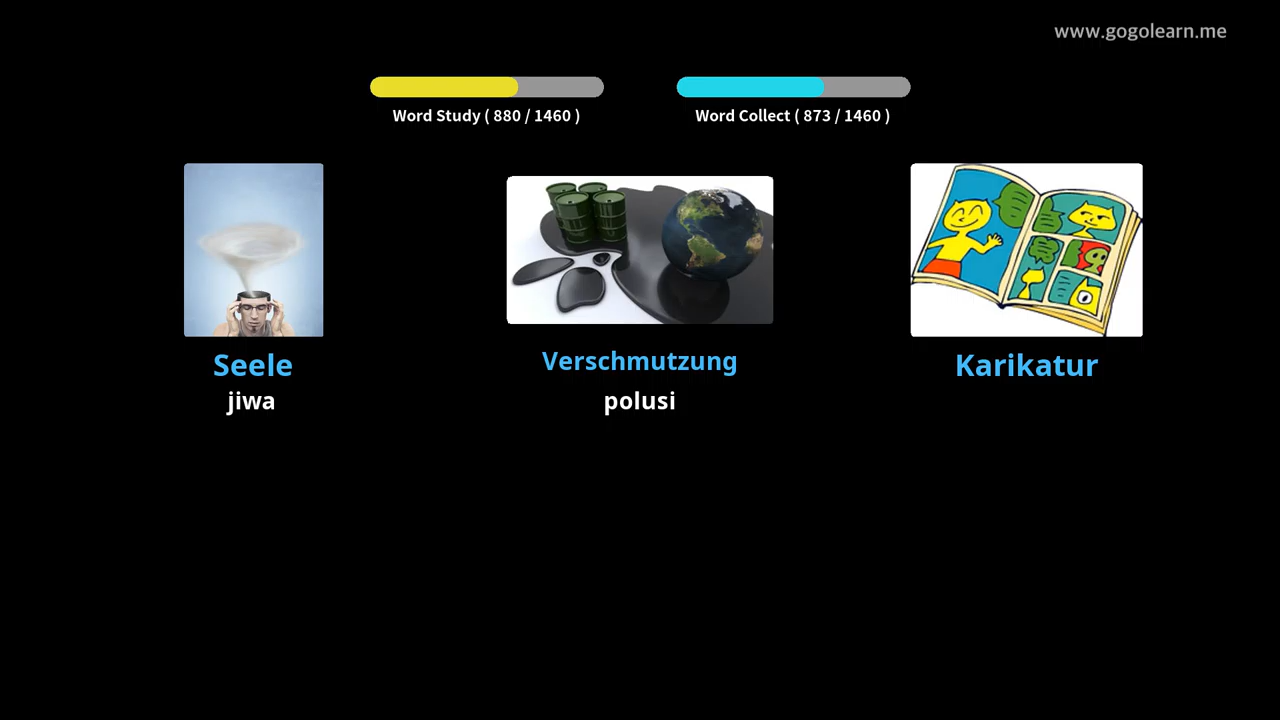 www.gogolearn.me
Word Study ( 880 / 1460 )
Word Collect ( 873 / 1460 )
Seele
jiwa
Verschmutzung
polusi
Karikatur